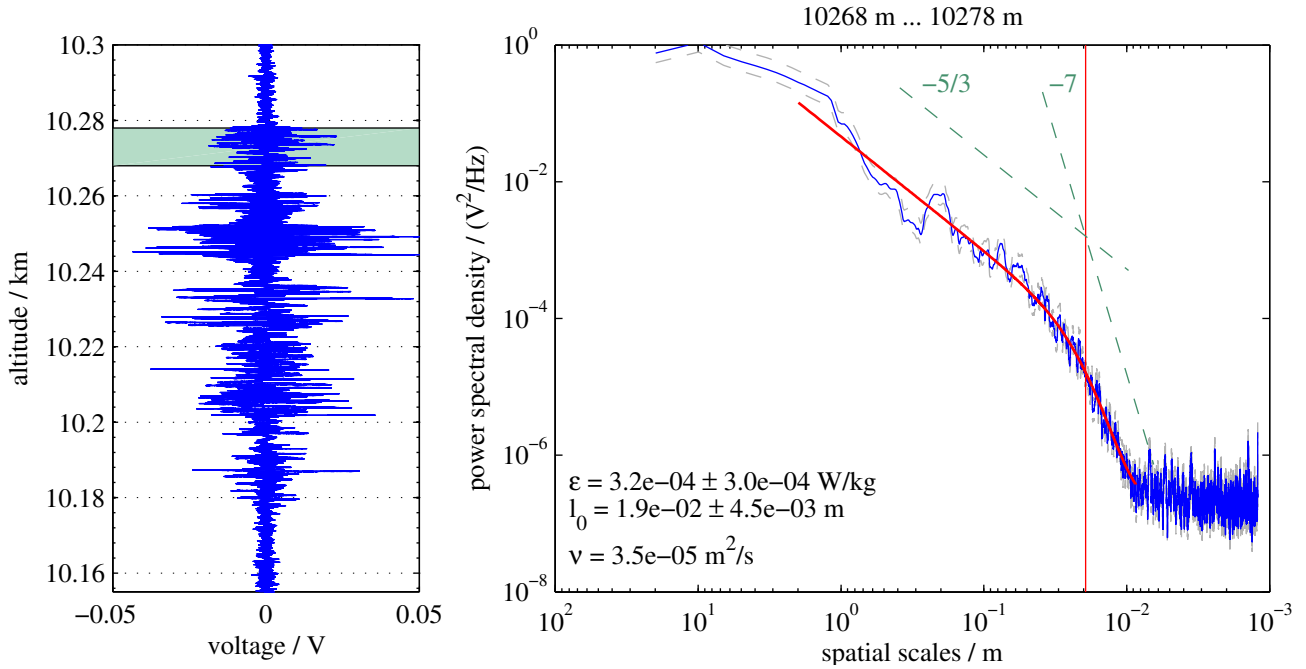 10268 m ... 10278 m
10.3
10.28
10.26
10.24
10.22
10.2
10.18
10.16
altitude / km
−0.05 0 0.05
voltage / V
10^0
10^−2
10^−4
10^−6
10^−8
power spectral density / (V^2/Hz)
−5/3
−7
ε = 3.2e−04 ± 3.0e−04 W/kg
l_0 = 1.9e−02 ± 4.5e−03 m
ν = 3.5e−05 m^2/s
10^2 10^1 10^0 10^−1 10^−2 10^−3
spatial scales / m